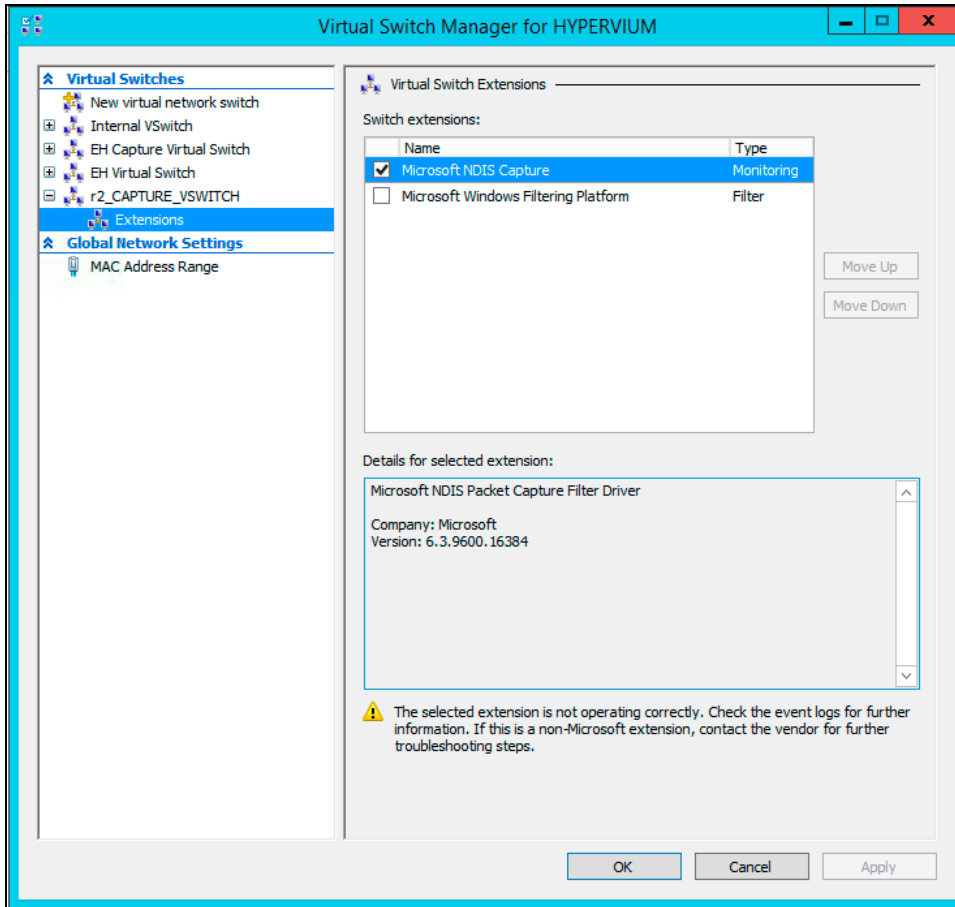 Virtual Switch Manager for HYPERVIUM
Virtual Switches
New virtual network switch
Internal VSwitch
EH Capture Virtual Switch
EH Virtual Switch
r2_CAPTURE_VSWITCH
Extensions
Global Network Settings
MAC Address Range
Virtual Switch Extensions
Switch extensions:
Name Type
Microsoft NDIS Capture Monitoring
Microsoft Windows Filtering Platform Filter
Move Up
Move Down
Details for selected extension:
Microsoft NDIS Packet Capture Filter Driver
Company: Microsoft
Version: 6.3.9600.16384
The selected extension is not operating correctly. Check the event logs for further
information. If this is a non-Microsoft extension, contact the vendor for further
troubleshooting steps.
OK Cancel Apply